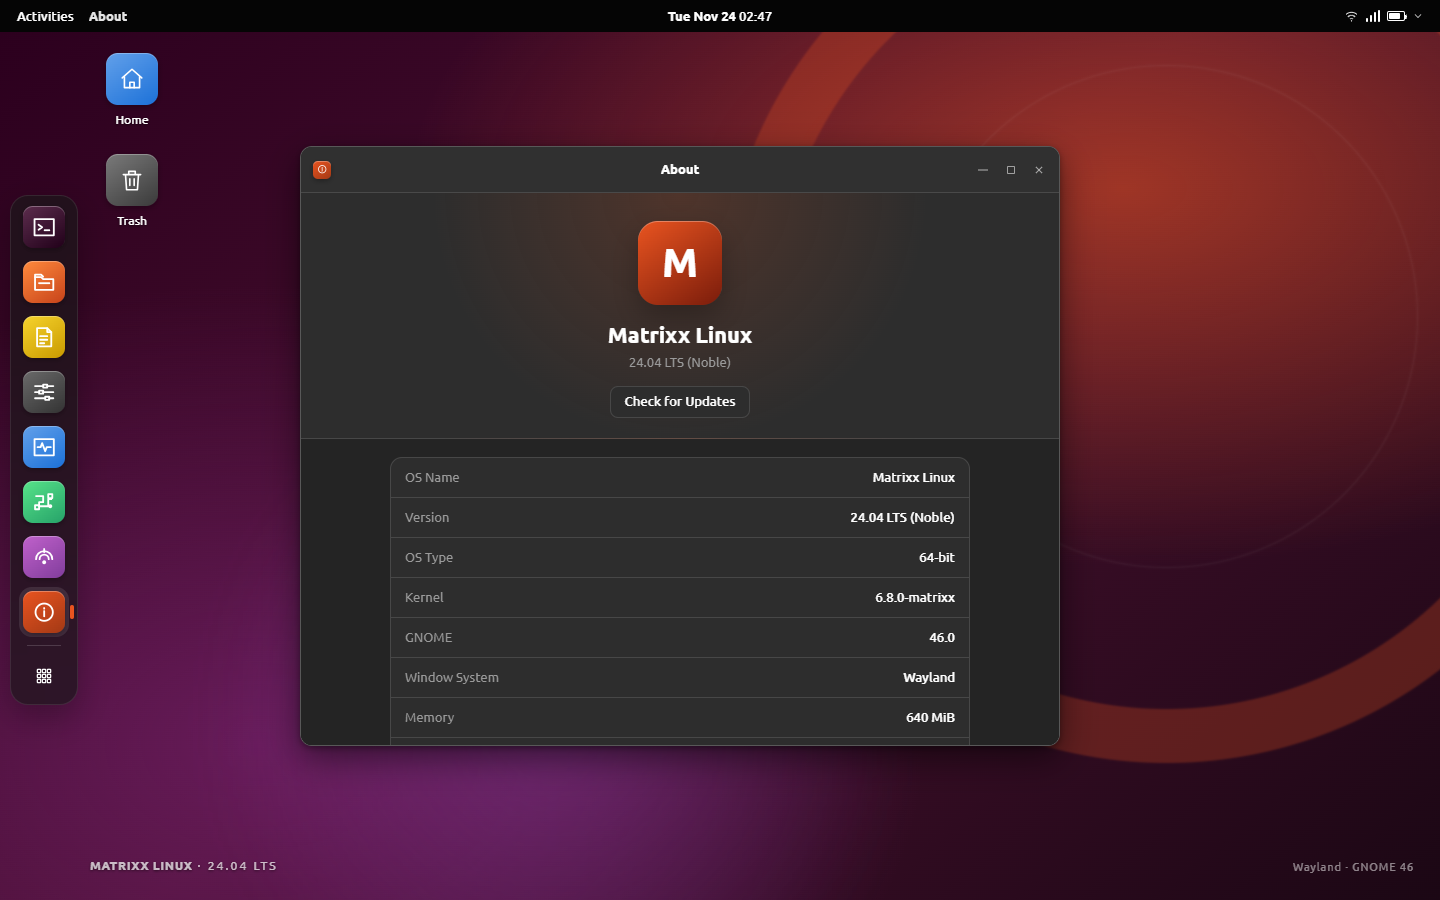 Activities About
Tue Nov 24 02:47
Home
Trash
About
M
Matrixx Linux
24.04 LTS (Noble)
Check for Updates
OS Name Matrixx Linux
Version 24.04 LTS (Noble)
OS Type 64-bit
Kernel 6.8.0-matrixx
GNOME 46.0
Window System Wayland
Memory 640 MiB
MATRIXX LINUX · 24.04 LTS
Wayland · GNOME 46